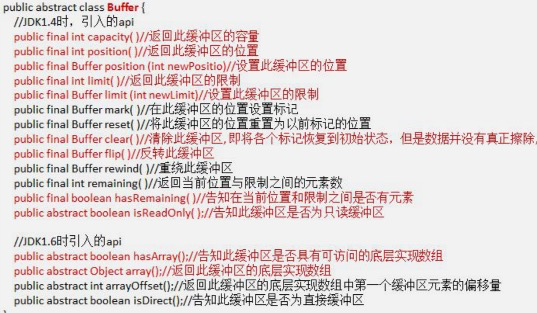 public abstract class Buffer {
//JDK1.4时，引入的api
public final int capacity( )//返回此缓冲区的容量
public final int position( )//返回此缓冲区的位置
public final Buffer position (int newPositio)//设置此缓冲区的位置
public final int limit( )//返回此缓冲区的限制
public final Buffer limit (int newLimit)//设置此缓冲区的限制
public final Buffer mark( )//在此缓冲区的位置设置标记
public final Buffer reset( )//将此缓冲区的位置重置为以前标记的位置
public final Buffer clear( )//清除此缓冲区,即将各个标记恢复到初始状态，但是数据并没有真正擦除,
public final Buffer flip( )//反转此缓冲区
public final Buffer rewind( )//重绕此缓冲区
public final int remaining( )//返回当前位置与限制之间的元素数
public final boolean hasRemaining( )//告知在当前位置和限制之间是否有元素
public abstract boolean isReadOnly( );//告知此缓冲区是否为只读缓冲区
//JDK1.6时引入的api
public abstract boolean hasArray();//告知此缓冲区是否具有可访问的底层实现数组
public abstract Object array();//返回此缓冲区的底层实现数组
public abstract int arrayOffset();//返回此缓冲区的底层实现数组中第一个缓冲区元素的偏移量
public abstract boolean isDirect();//告知此缓冲区是否为直接缓冲区